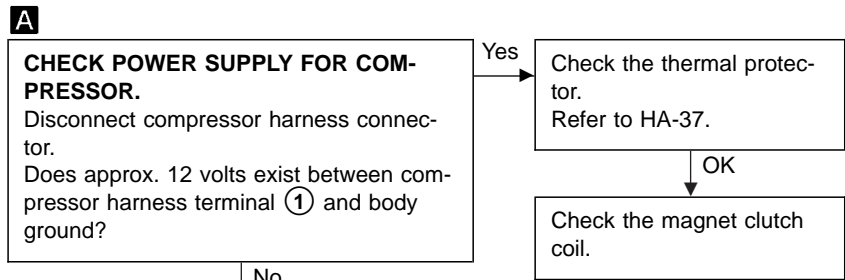 A
CHECK POWER SUPPLY FOR COM-
PRESSOR.
Disconnect compressor harness connec-
tor.
Does approx. 12 volts exist between com-
pressor harness terminal ① and body
ground?
Yes
Check the thermal protec-
tor.
Refer to HA-37.
OK
Check the magnet clutch
coil.
No